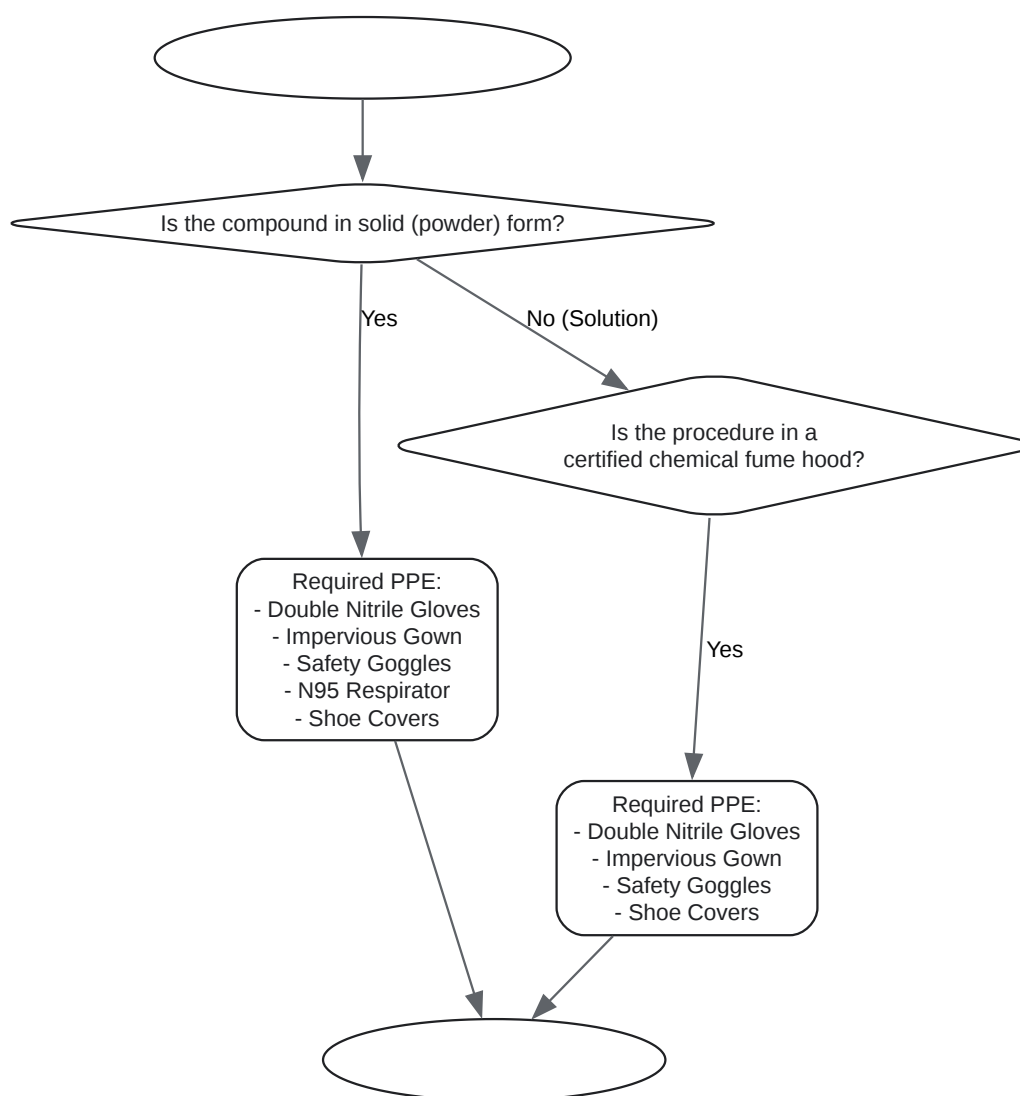 Is the compound in solid (powder) form?
Yes
No (Solution)
Is the procedure in a
certified chemical fume hood?
Required PPE:
- Double Nitrile Gloves
- Impervious Gown
- Safety Goggles
- N95 Respirator
- Shoe Covers
Yes
Required PPE:
- Double Nitrile Gloves
- Impervious Gown
- Safety Goggles
- Shoe Covers